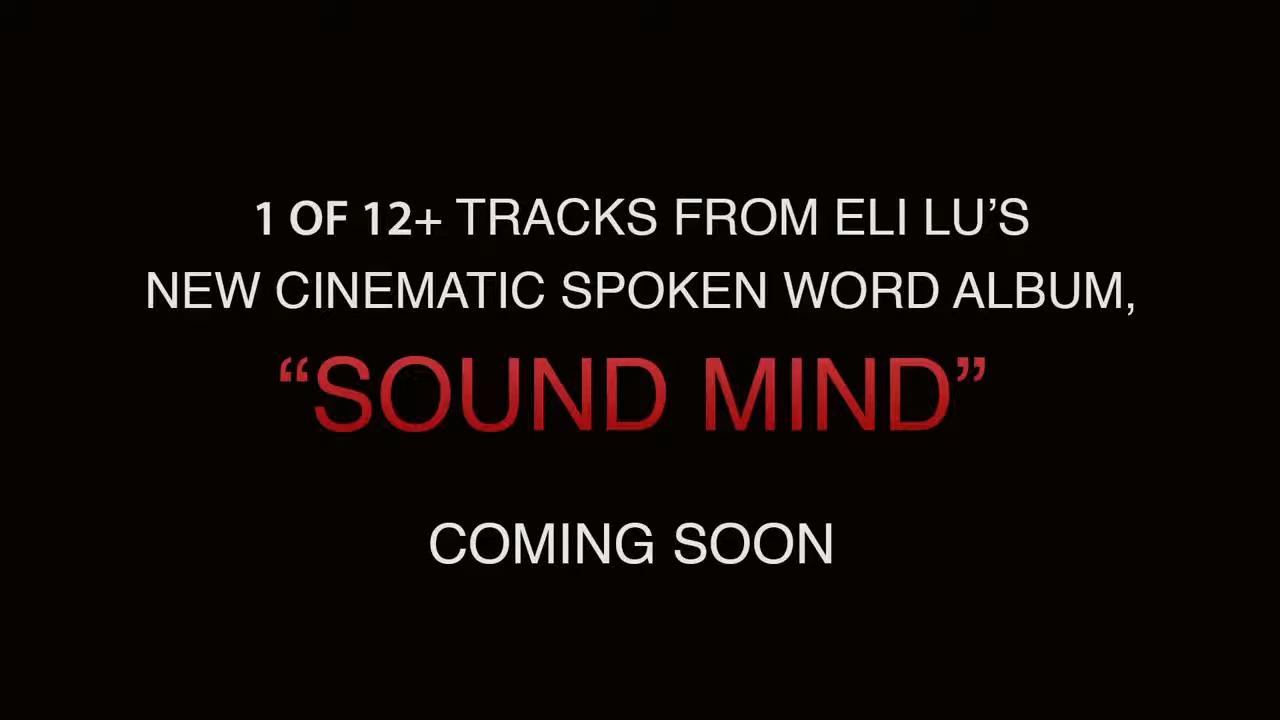 1 OF 12+ TRACKS FROM ELI LU’S
NEW CINEMATIC SPOKEN WORD ALBUM,
“SOUND MIND”
COMING SOON